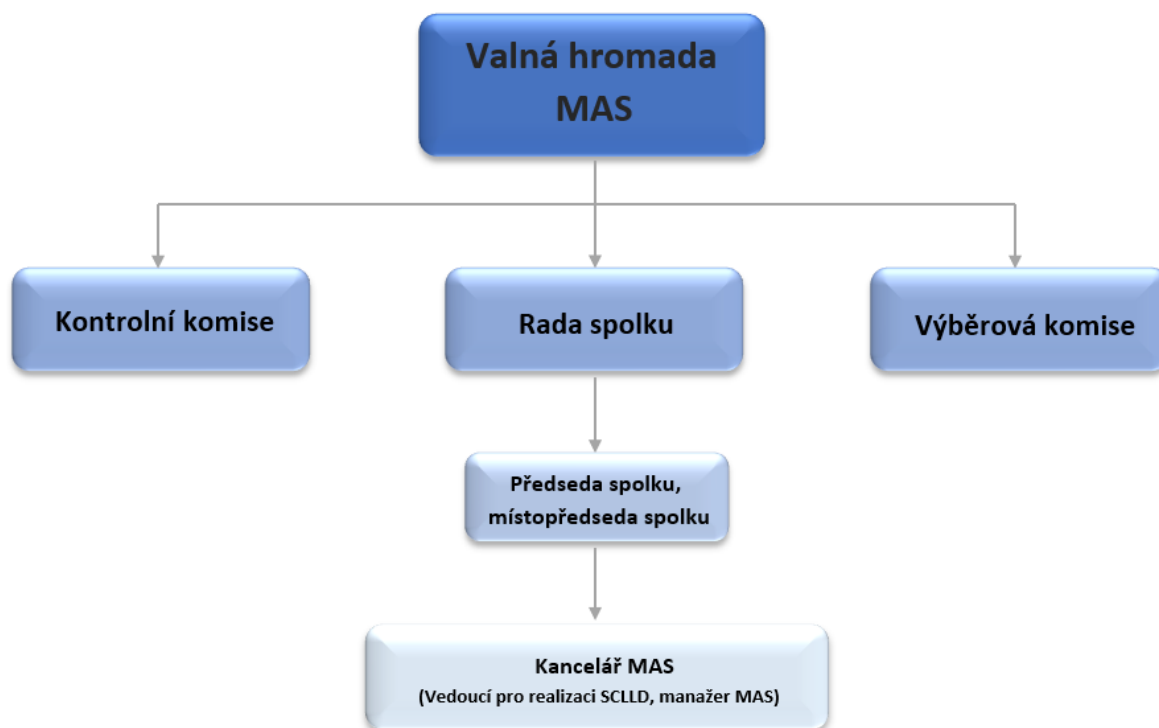 Valná hromada
MAS
Kontrolní komise
Rada spolku
Výběrová komise
Předseda spolku,
místopředseda spolku
Kancelář MAS
(Vedoucí pro realizaci SCLLD, manažer MAS)